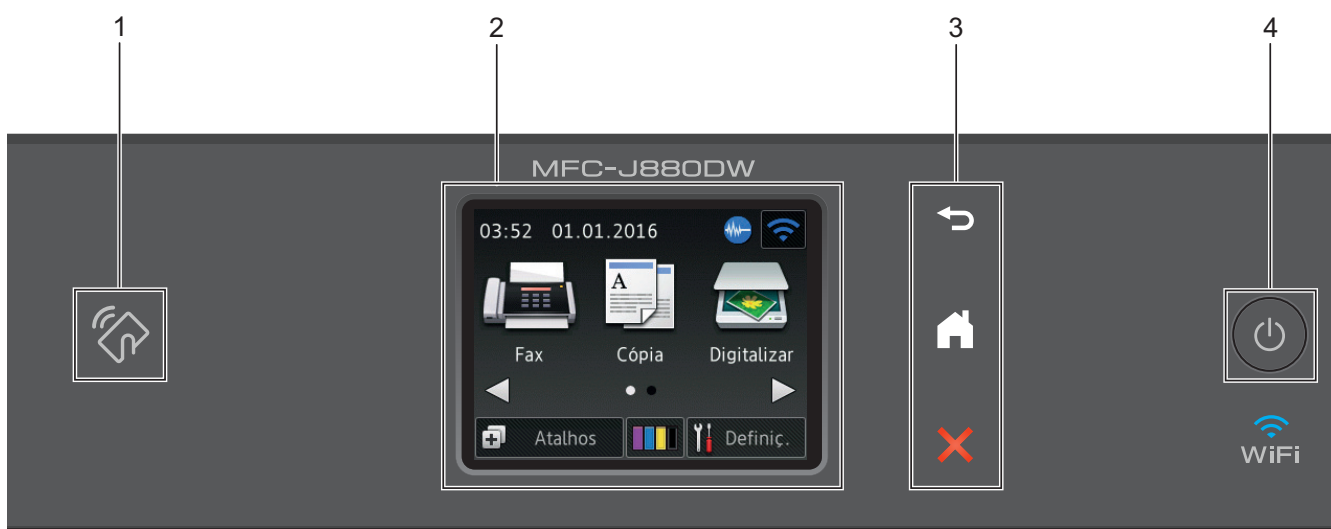 1 2 3 4
MFC-J880DW
03:52 01.01.2016
A
Fax Cópia Digitalizar
Atalhos Definiç.
WiFi